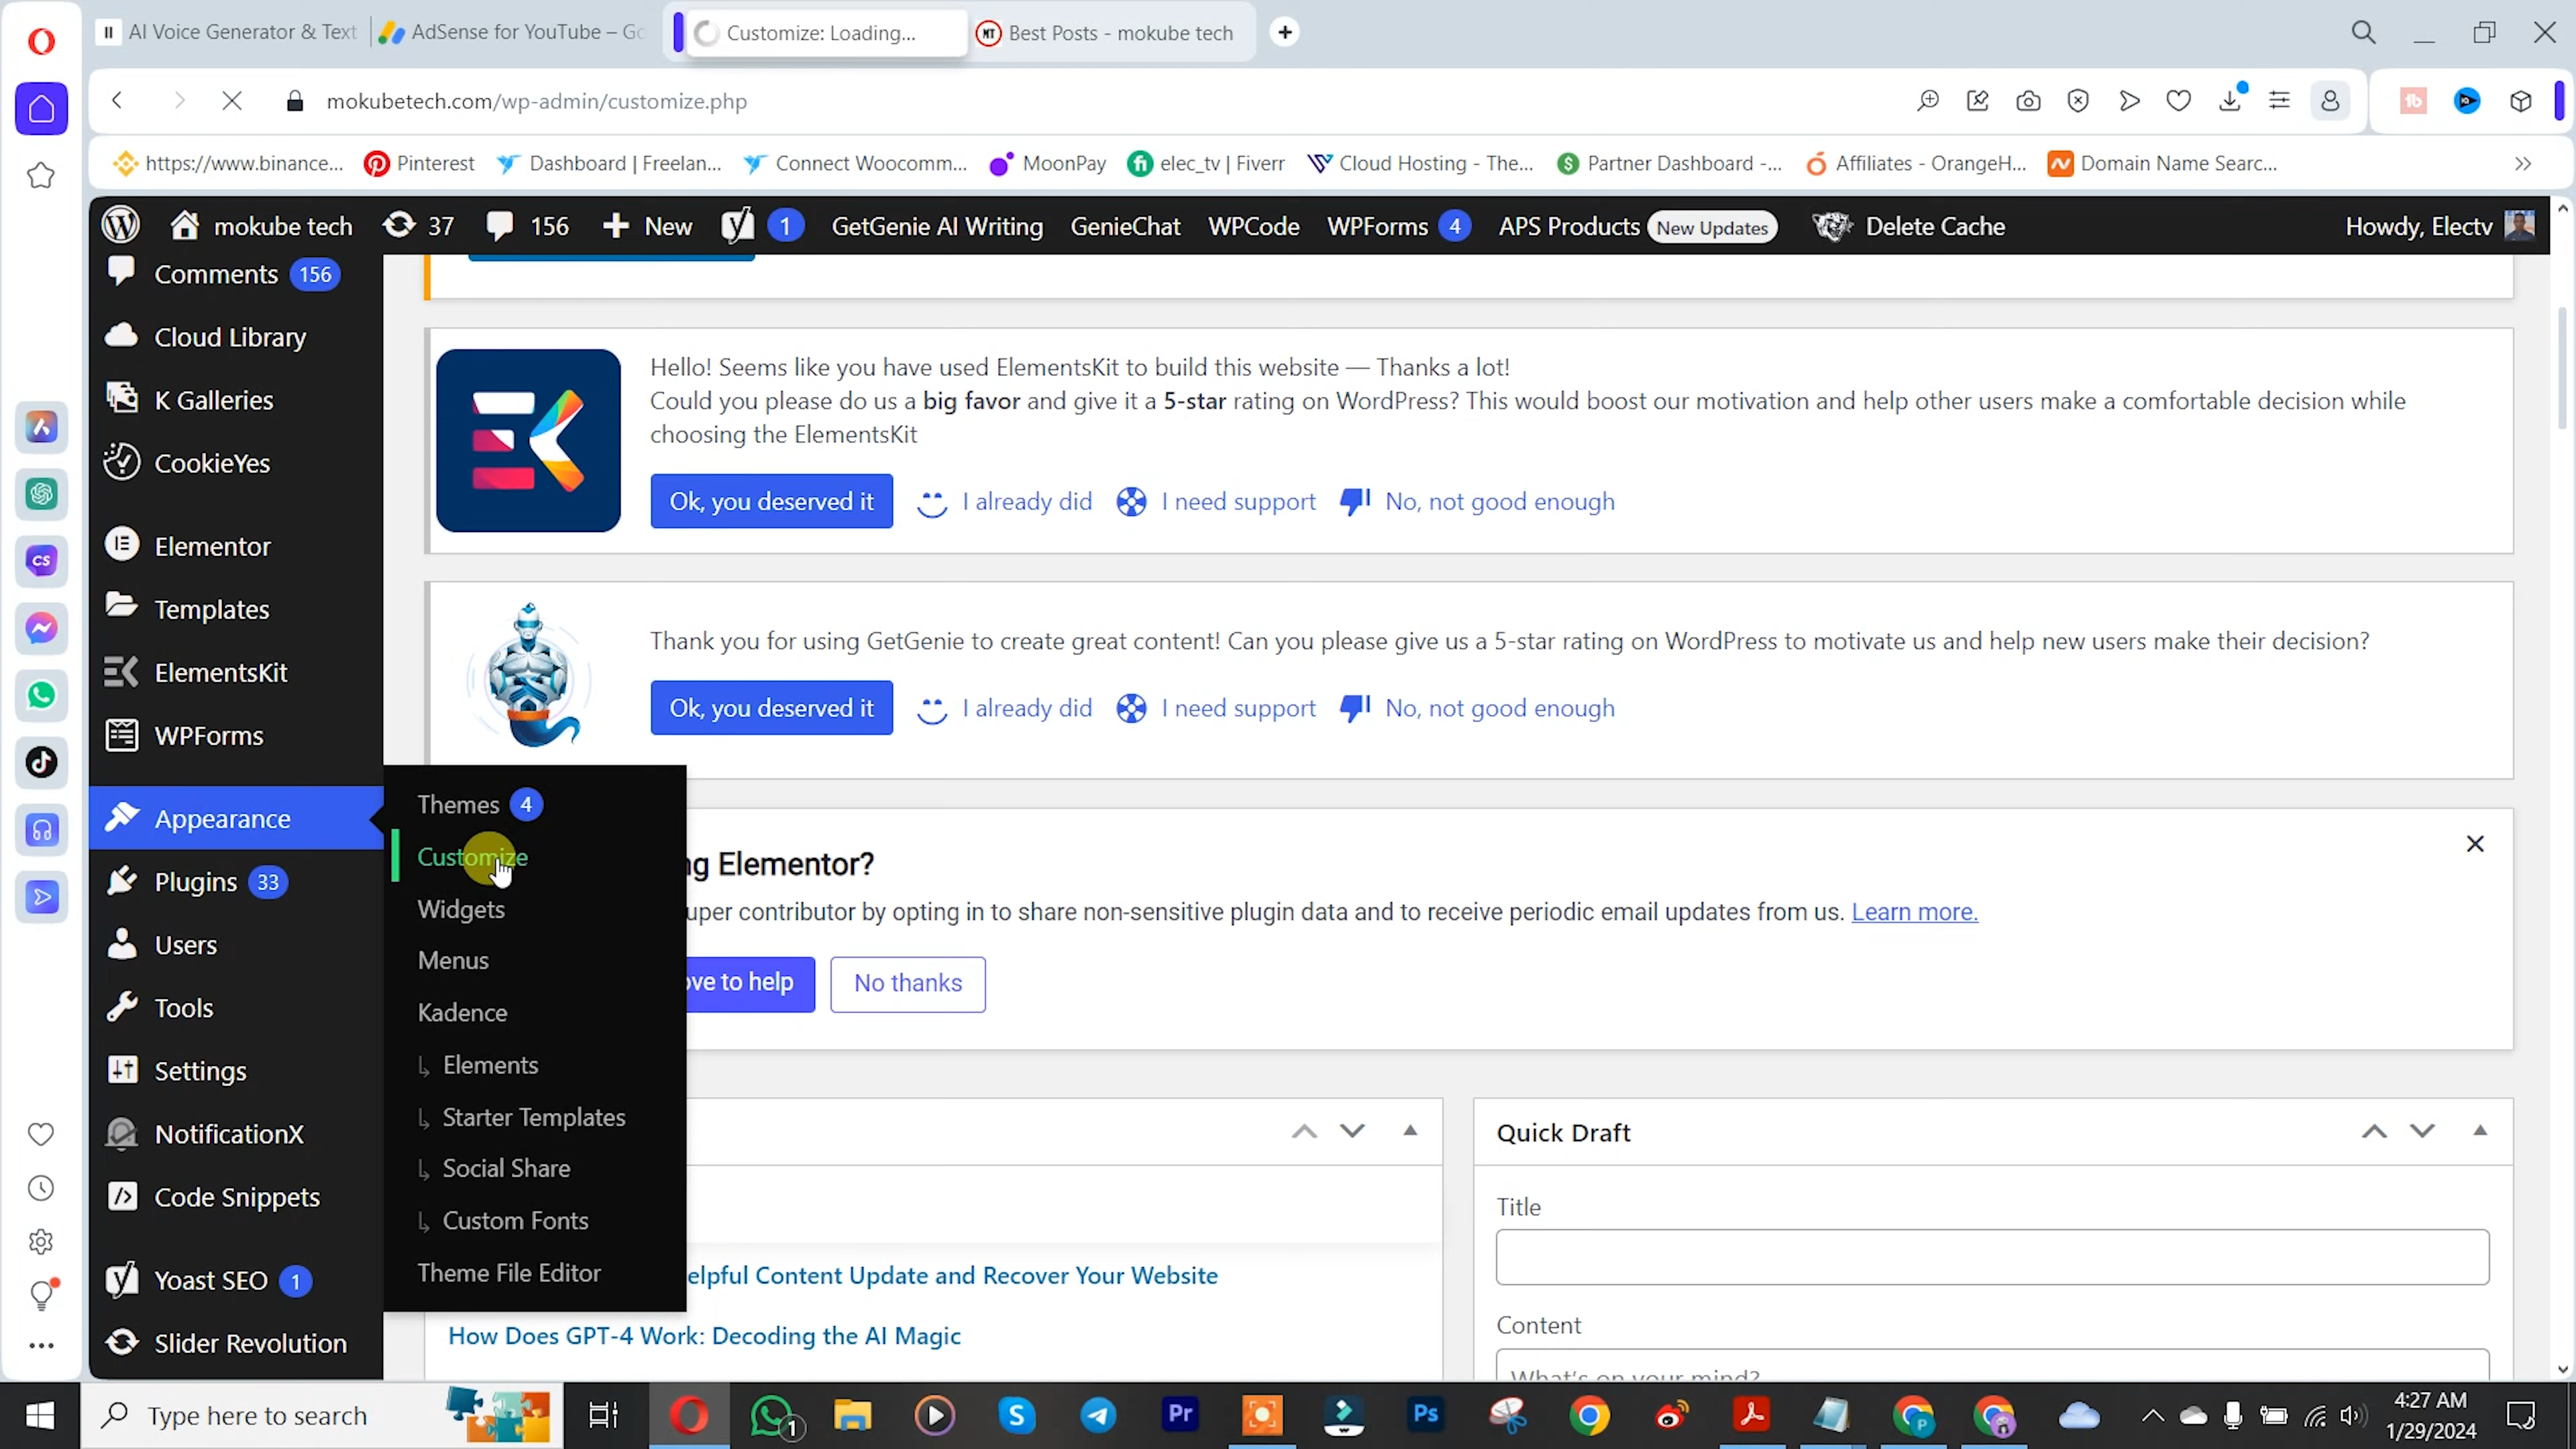 AI Voice Generator & Text
AdSense for YouTube – Go
Customize: Loading...
Best Posts - mokube tech
mokubetech.com/wp-admin/customize.php
https://www.binance...
Pinterest
Dashboard | Freelan...
Connect Woocomm...
MoonPay
elec_tv | Fiverr
Cloud Hosting - The...
Partner Dashboard -...
Affiliates - OrangeH...
Domain Name Searc...
mokube tech
37
156
New
1
GetGenie AI Writing
GenieChat
WPCode
WPForms 4
APS Products New Updates
Delete Cache
Howdy, Electv
Comments 156
Cloud Library
K Galleries
CookieYes
Elementor
Templates
ElementsKit
WPForms
Appearance
Plugins 33
Users
Tools
Settings
NotificationX
Code Snippets
Yoast SEO 1
Slider Revolution
Themes 4
Customize
Widgets
Menus
Kadence
Elements
Starter Templates
Social Share
Custom Fonts
Theme File Editor
Hello! Seems like you have used ElementsKit to build this website — Thanks a lot!
Could you please do us a big favor and give it a 5-star rating on WordPress? This would boost our motivation and help other users make a comfortable decision while
choosing the ElementsKit
Ok, you deserved it
I already did
I need support
No, not good enough
Thank you for using GetGenie to create great content! Can you please give us a 5-star rating on WordPress to motivate us and help new users make their decision?
Ok, you deserved it
I already did
I need support
No, not good enough
ng Elementor?
uper contributor by opting in to share non-sensitive plugin data and to receive periodic email updates from us. Learn more.
ove to help
No thanks
elpful Content Update and Recover Your Website
How Does GPT-4 Work: Decoding the AI Magic
Quick Draft
Title
Content
What's on your mind?
Type here to search
1
4:27 AM
1/29/2024